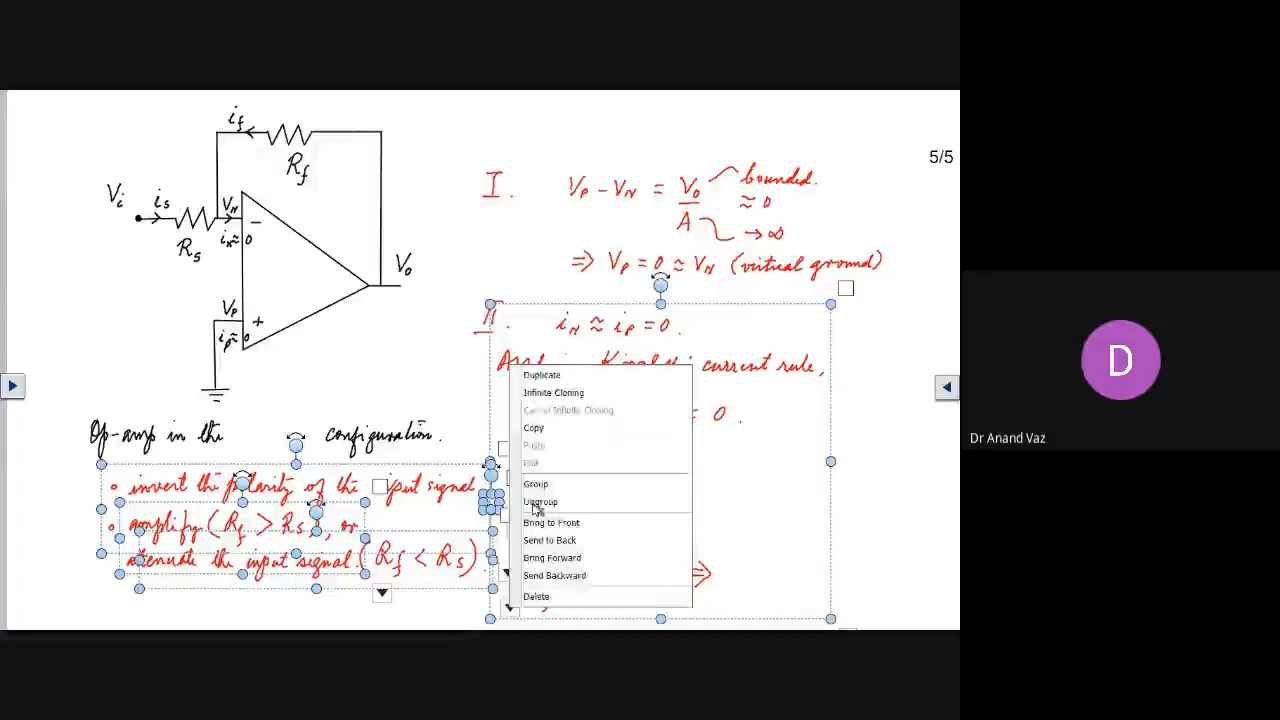 5/5
i_f
R_f
V_i
i_s
R_s
V_N
−
i_N ≈ 0
V_P
+
i_P ≈ 0
V_o
I. V_P − V_N = V_o / A
bounded.
≈ 0
→ ∞
⇒ V_P = 0 ≈ V_N (virtual ground)
II. i_N ≈ i_P = 0.
current rule,
= 0.
⇒
Op-amp in the configuration.
• invert the polarity of the input signal
• amplify (R_f > R_s), or
attenuate the input signal (R_f < R_s).
Duplicate
Infinite Cloning
Cancel Infinite Cloning
Copy
Paste
Group
Ungroup
Bring to Front
Send to Back
Bring Forward
Send Backward
Delete
D
Dr Anand Vaz